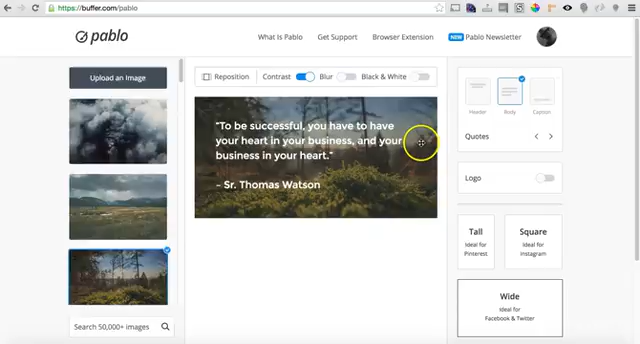 https://buffer.com/pablo
pablo
What Is Pablo
Get Support
Browser Extension
NEW Pablo Newsletter
Upload an Image
Search 50,000+ images
Reposition
Contrast
Blur
Black & White
"To be successful, you have to have
your heart in your business, and your
business in your heart."
– Sr. Thomas Watson
Header
Body
Caption
Quotes
Logo
Tall
Ideal for
Pinterest
Square
Ideal for
Instagram
Wide
Ideal for
Facebook & Twitter